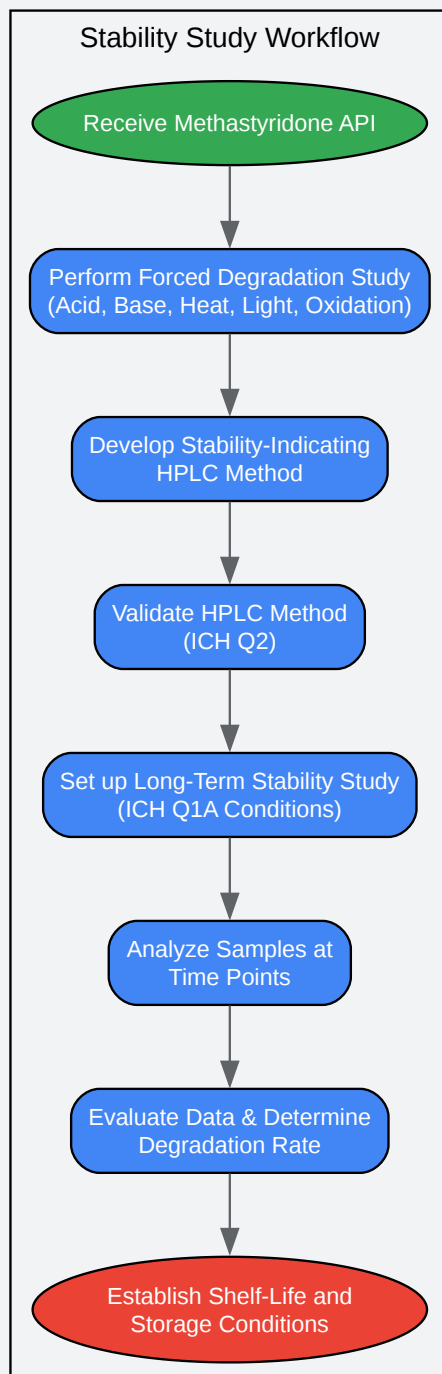 Stability Study Workflow
Receive Methastyridone API
Perform Forced Degradation Study
(Acid, Base, Heat, Light, Oxidation)
Develop Stability-Indicating
HPLC Method
Validate HPLC Method
(ICH Q2)
Set up Long-Term Stability Study
(ICH Q1A Conditions)
Analyze Samples at
Time Points
Evaluate Data & Determine
Degradation Rate
Establish Shelf-Life and
Storage Conditions